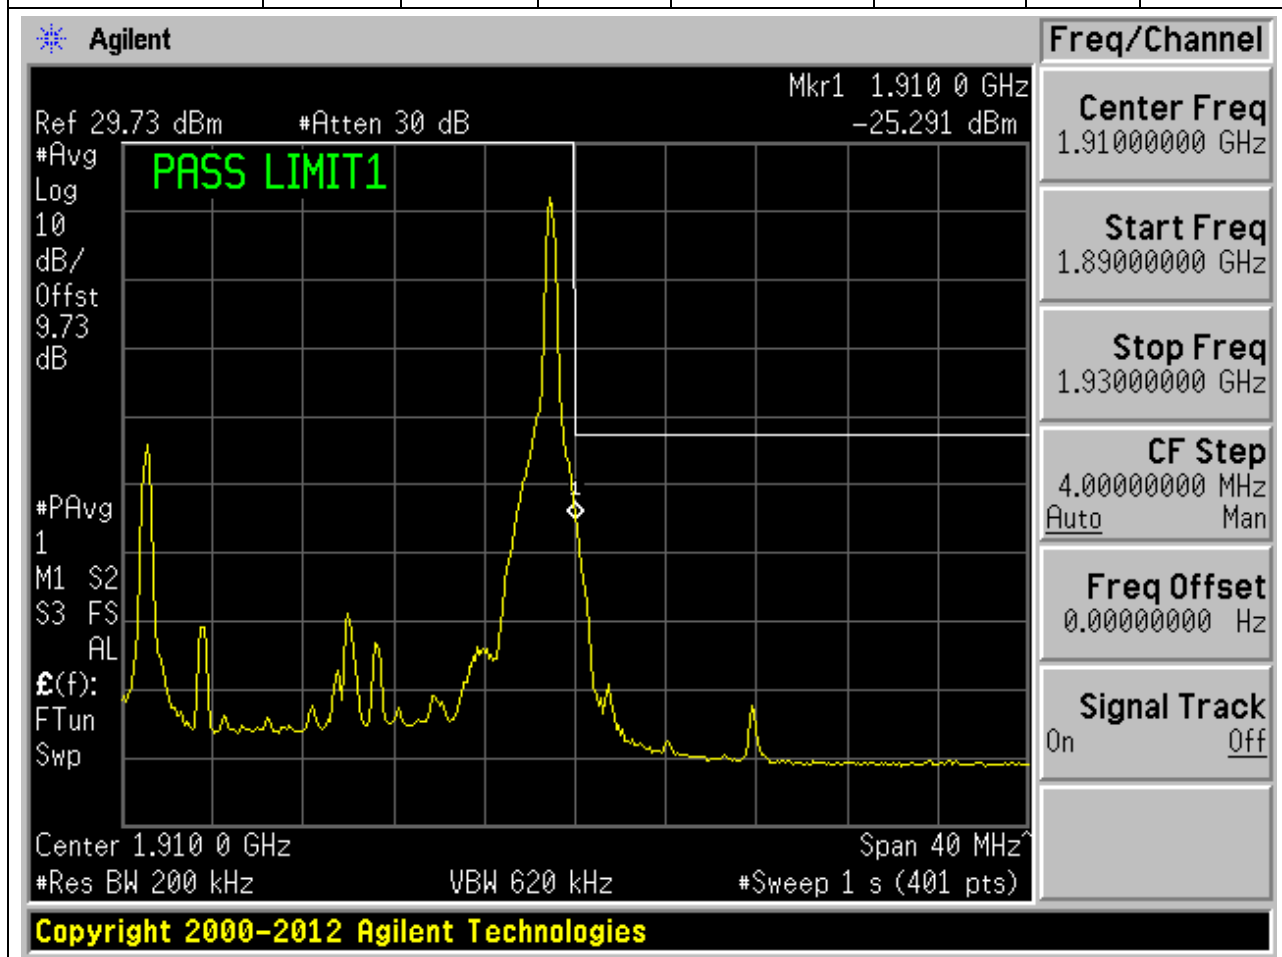 Agilent
Freq/Channel
Mkr1 1.910 0 GHz
Ref 29.73 dBm #Atten 30 dB -25.291 dBm
#Avg
Log
10
dB/
Offst
9.73
dB
PASS LIMIT1
1
#PAvg
1
M1 S2
S3 FS
AL
£(f):
FTun
Swp
Center 1.910 0 GHz Span 40 MHz^
#Res BW 200 kHz VBW 620 kHz #Sweep 1 s (401 pts)
Center Freq
1.91000000 GHz
Start Freq
1.89000000 GHz
Stop Freq
1.93000000 GHz
CF Step
4.00000000 MHz
Auto Man
Freq Offset
0.00000000 Hz
Signal Track
On Off
Copyright 2000-2012 Agilent Technologies